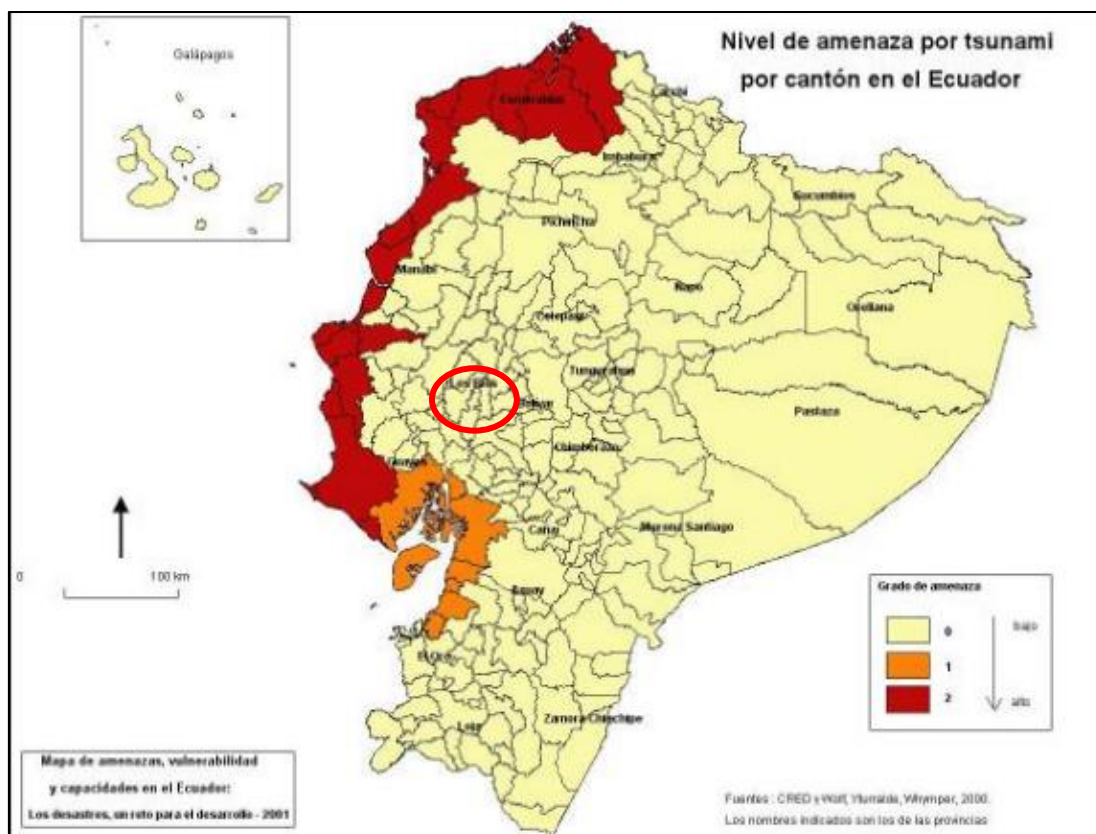 Nivel de amenaza por tsunami
por cantón en el Ecuador
Galápagos
Esmeraldas
Carchi
Imbabura
Sucumbios
Pichincha
Manabí
Napo
Orellana
Cotopaxi
Los Ríos
Tungurahua
Bolivar
Pastaza
Chimborazo
Guayas
Cañar
Morona Santiago
Azuay
El Oro
Loja
Zamora Chinchipe
0
100 km
Grado de amenaza
0
bajo
1
2
alto
Mapa de amenazas, vulnerabilidad
y capacidades en el Ecuador:
Los desastres, un reto para el desarrollo - 2001
Fuentes : CRED y Wolf, Iturralde, Whymper, 2000.
Los nombres indicados son los de las provincias